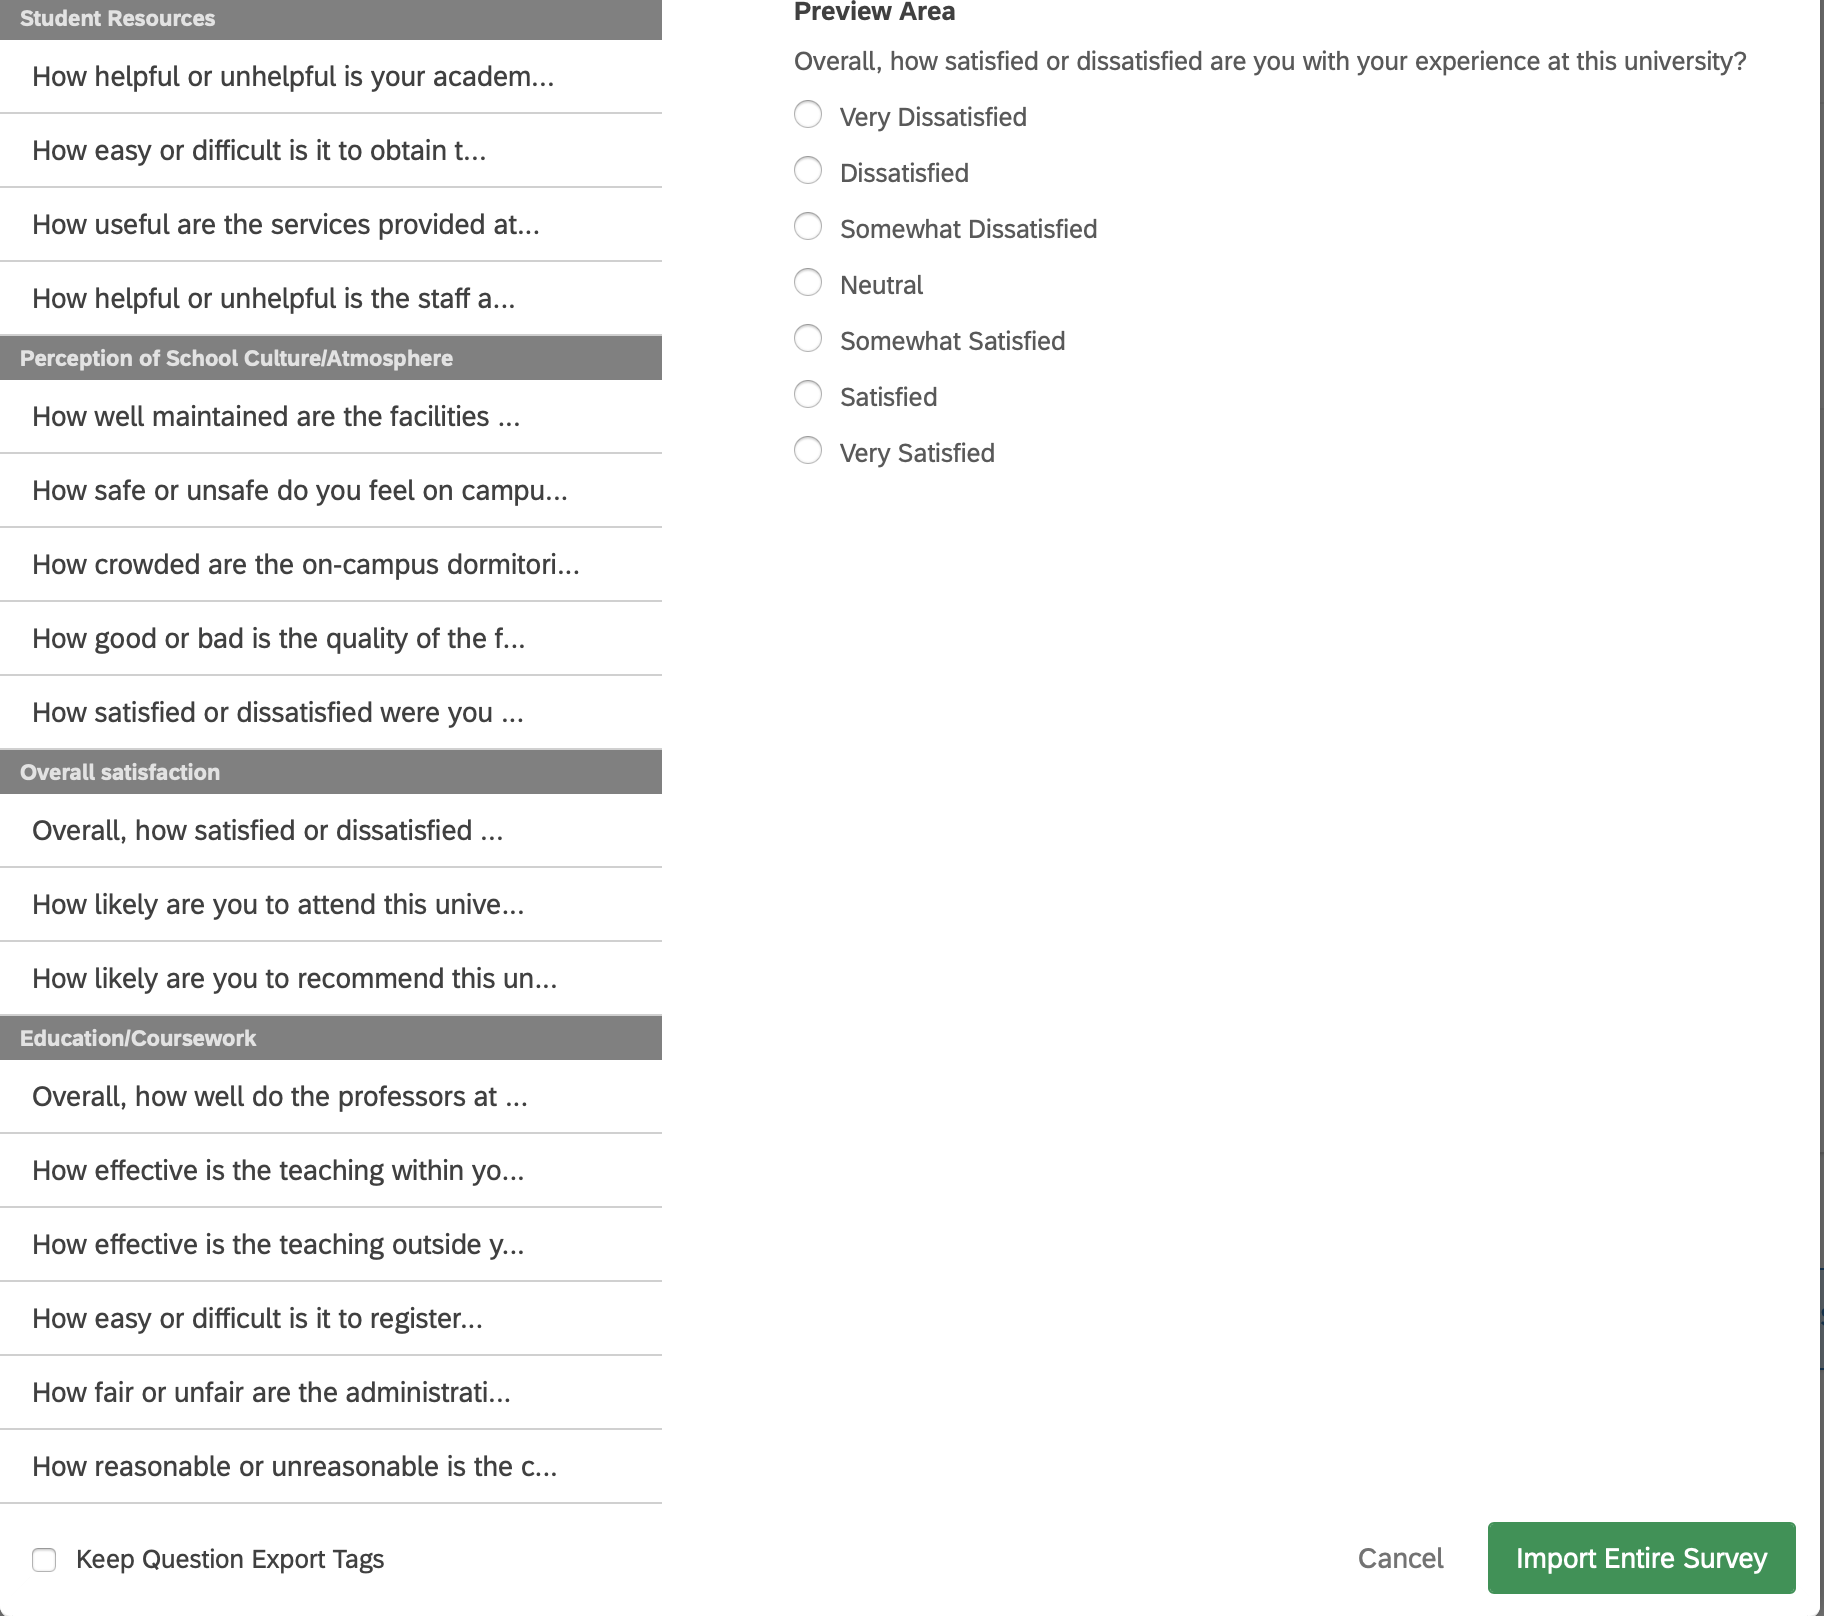 Student Resources
How helpful or unhelpful is your academ...
How easy or difficult is it to obtain t...
How useful are the services provided at...
How helpful or unhelpful is the staff a...
Perception of School Culture/Atmosphere
How well maintained are the facilities ...
How safe or unsafe do you feel on campu...
How crowded are the on-campus dormitori...
How good or bad is the quality of the f...
How satisfied or dissatisfied were you ...
Overall satisfaction
Overall, how satisfied or dissatisfied ...
How likely are you to attend this unive...
How likely are you to recommend this un...
Education/Coursework
Overall, how well do the professors at ...
How effective is the teaching within yo...
How effective is the teaching outside y...
How easy or difficult is it to register...
How fair or unfair are the administrati...
How reasonable or unreasonable is the c...
Preview Area
Overall, how satisfied or dissatisfied are you with your experience at this university?
Very Dissatisfied
Dissatisfied
Somewhat Dissatisfied
Neutral
Somewhat Satisfied
Satisfied
Very Satisfied
Keep Question Export Tags
Cancel
Import Entire Survey